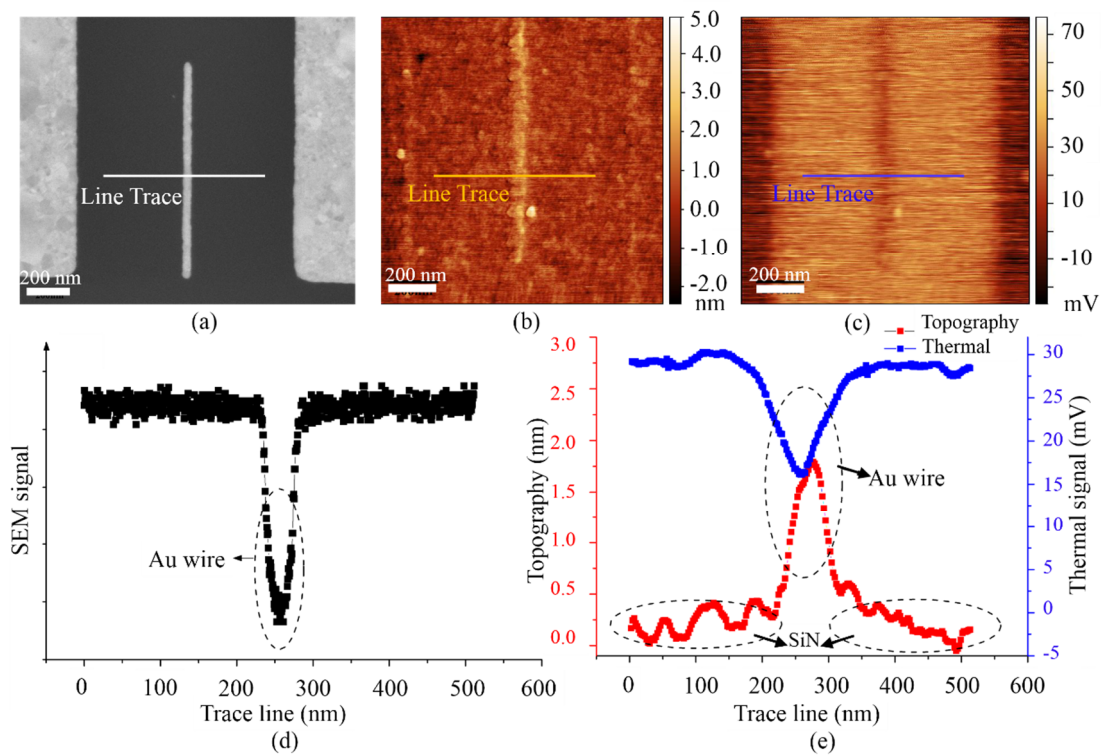 Line Trace
200 nm
(a)
Line Trace
200 nm
(b)
5.0
4.0
3.0
2.0
1.0
0.0
-1.0
-2.0
nm
Line Trace
200 nm
(c)
70
50
30
10
-10
mV
SEM signal
Au wire
0
100
200
300
400
500
600
Trace line (nm)
(d)
Topography
Thermal
3.0
2.5
2.0
1.5
1.0
0.5
0.0
Topography (nm)
Au wire
SiN
30
25
20
15
10
5
0
-5
Thermal signal (mV)
0
100
200
300
400
500
600
Trace line (nm)
(e)